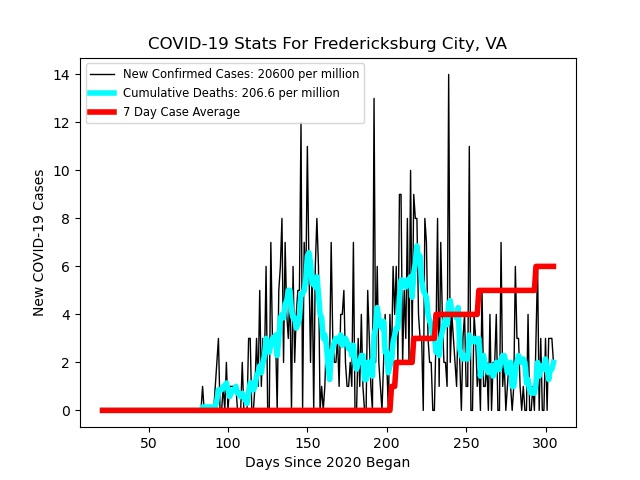 COVID-19 Stats For Fredericksburg City, VA
New Confirmed Cases: 20600 per million
Cumulative Deaths: 206.6 per million
7 Day Case Average
New COVID-19 Cases
14
12
10
8
6
4
2
0
50 100 150 200 250 300
Days Since 2020 Began